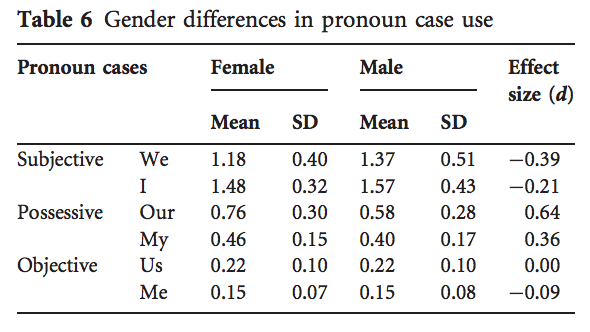 Table 6 Gender differences in pronoun case use
Pronoun cases Female Male Effect size (d)
Mean SD Mean SD
Subjective We 1.18 0.40 1.37 0.51 −0.39
I 1.48 0.32 1.57 0.43 −0.21
Possessive Our 0.76 0.30 0.58 0.28 0.64
My 0.46 0.15 0.40 0.17 0.36
Objective Us 0.22 0.10 0.22 0.10 0.00
Me 0.15 0.07 0.15 0.08 −0.09